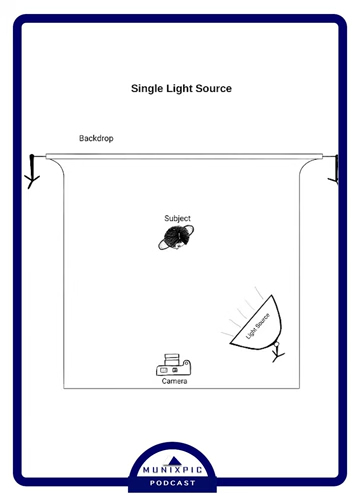 Single Light Source
Backdrop
Subject
Light Source
Camera
MUNIXPIC
PODCAST